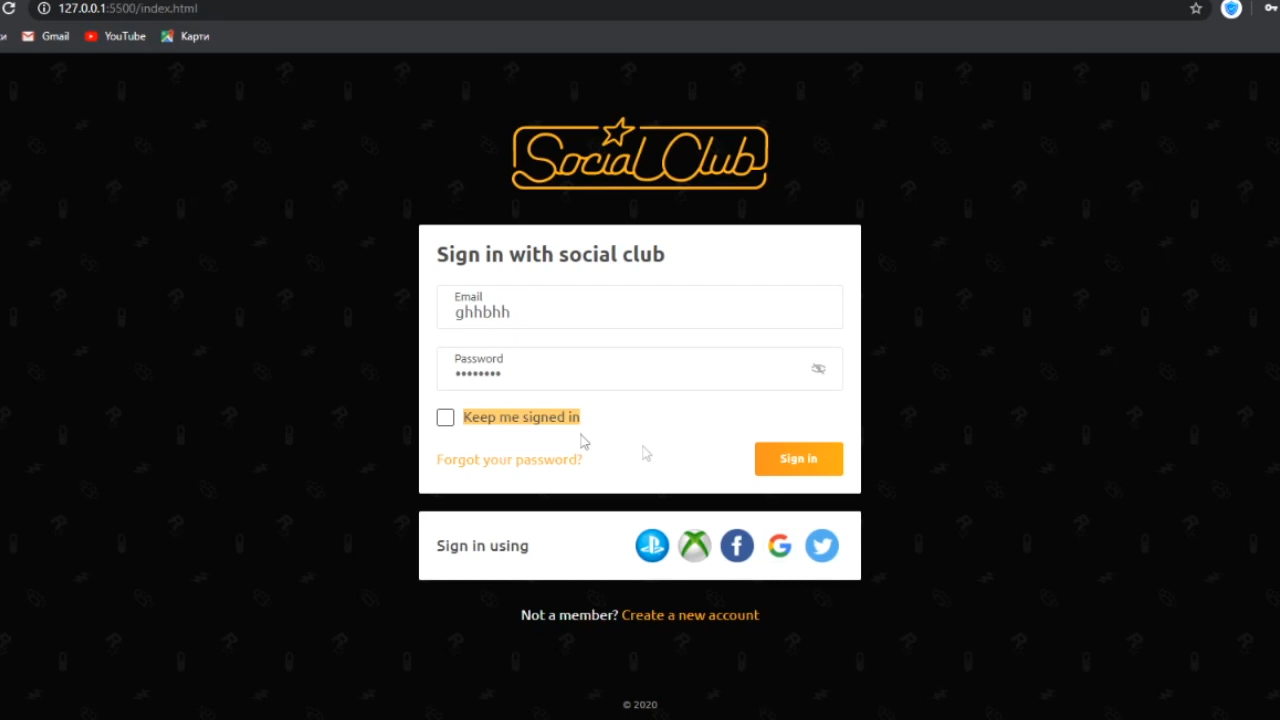 127.0.0.1:5500/index.html
Gmail YouTube Карти
Social Club
Sign in with social club
Email
ghhbhh
Password
••••••••
Keep me signed in
Forgot your password?
Sign in
Sign in using
Not a member? Create a new account
© 2020